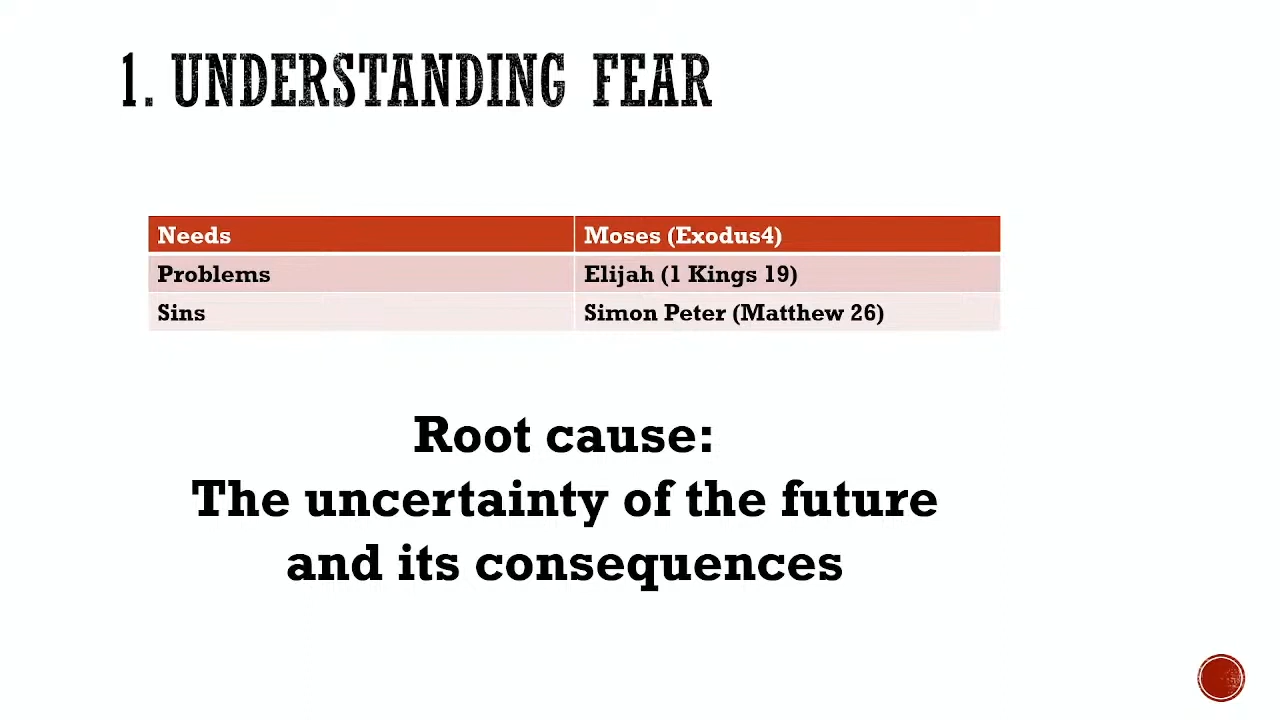 1. UNDERSTANDING FEAR
Needs Moses (Exodus4)
Problems Elijah (1 Kings 19)
Sins Simon Peter (Matthew 26)
Root cause:
The uncertainty of the future
and its consequences